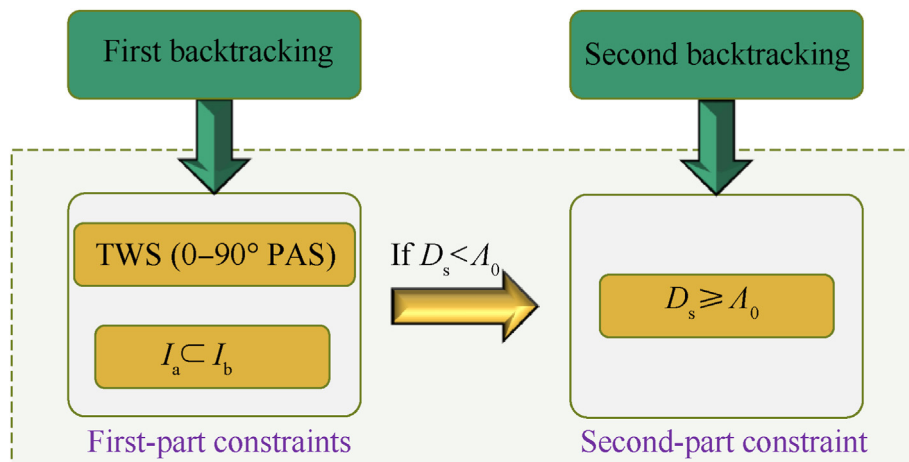 First backtracking
Second backtracking
TWS (0–90° PAS)
If Dₛ < Λ₀
Dₛ ⩾ Λ₀
Iₐ ⊂ I_b
First-part constraints
Second-part constraint